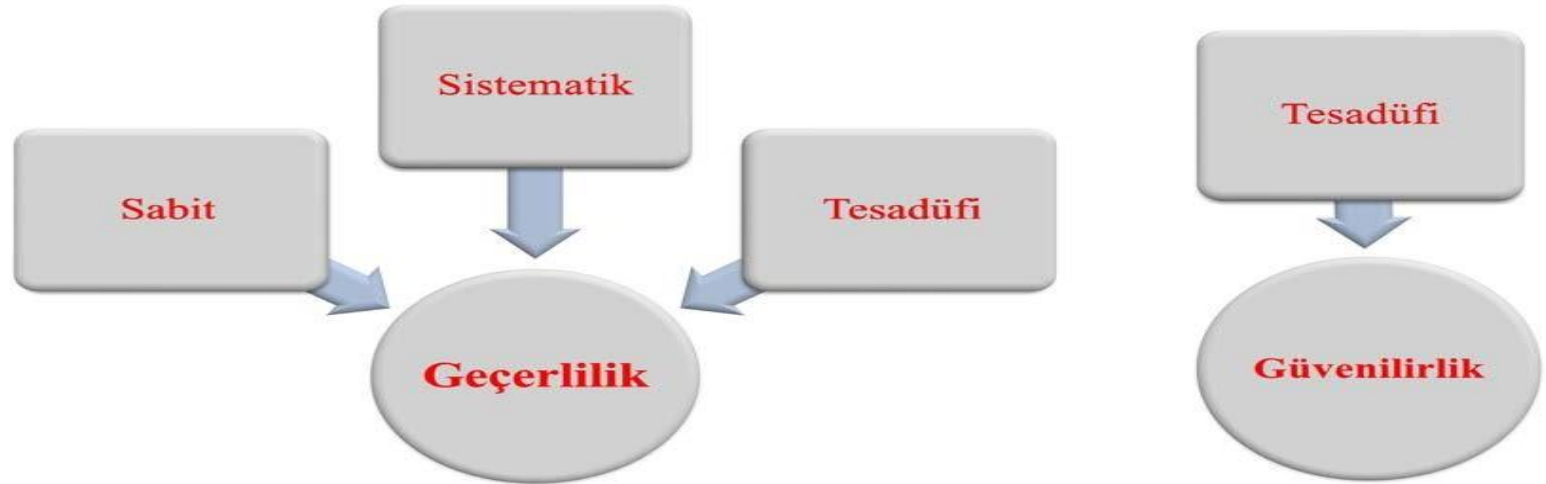 Sistematik
Sabit
Tesadüfi
Geçerlilik
Tesadüfi
Güvenilirlik